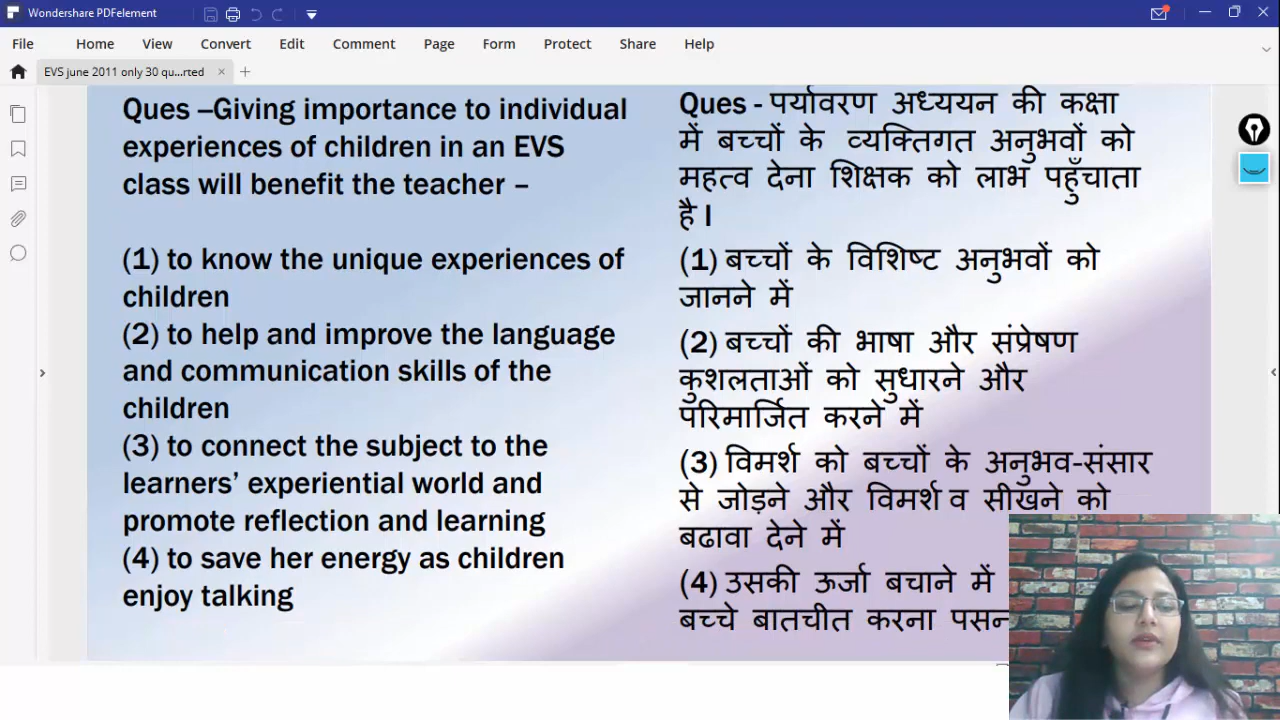 Wondershare PDFelement
File Home View Convert Edit Comment Page Form Protect Share Help
EVS june 2011 only 30 qu...rted
Ques –Giving importance to individual
experiences of children in an EVS
class will benefit the teacher –
(1) to know the unique experiences of
children
(2) to help and improve the language
and communication skills of the
children
(3) to connect the subject to the
learners’ experiential world and
promote reflection and learning
(4) to save her energy as children
enjoy talking
Ques - पर्यावरण अध्ययन की कक्षा
में बच्चों के व्यक्तिगत अनुभवों को
महत्व देना शिक्षक को लाभ पहुँचाता
है I
(1) बच्चों के विशिष्ट अनुभवों को
जानने में
(2) बच्चों की भाषा और संप्रेषण
कुशलताओं को सुधारने और
परिमार्जित करने में
(3) विमर्श को बच्चों के अनुभव-संसार
से जोड़ने और विमर्श व सीखने को
बढावा देने में
(4) उसकी ऊर्जा बचाने में
बच्चे बातचीत करना